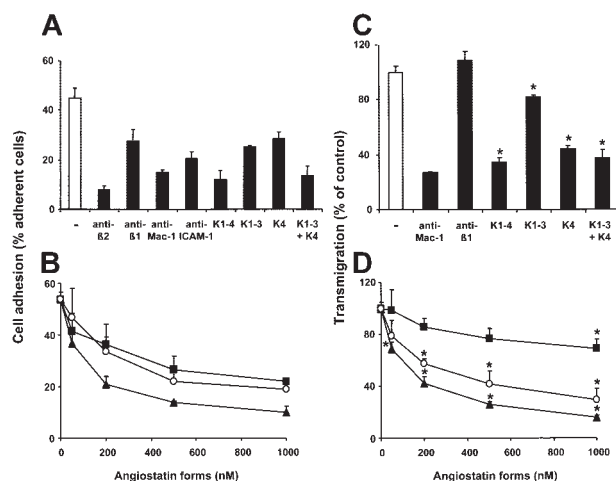 A
Cell adhesion (% adherent cells)
60
40
20
0
- anti-ß2 anti-ß1 anti-Mac-1 anti-ICAM-1 K1-4 K1-3 K4 K1-3 + K4
B
60
40
20
0
0 200 400 600 800 1000
Angiostatin forms (nM)
C
Transmigration (% of control)
120
80
40
0
* * * *
- anti-Mac-1 anti-ß1 K1-4 K1-3 K4 K1-3 + K4
D
120
80
40
0
* * * * * * * *
0 200 400 600 800 1000
Angiostatin forms (nM)